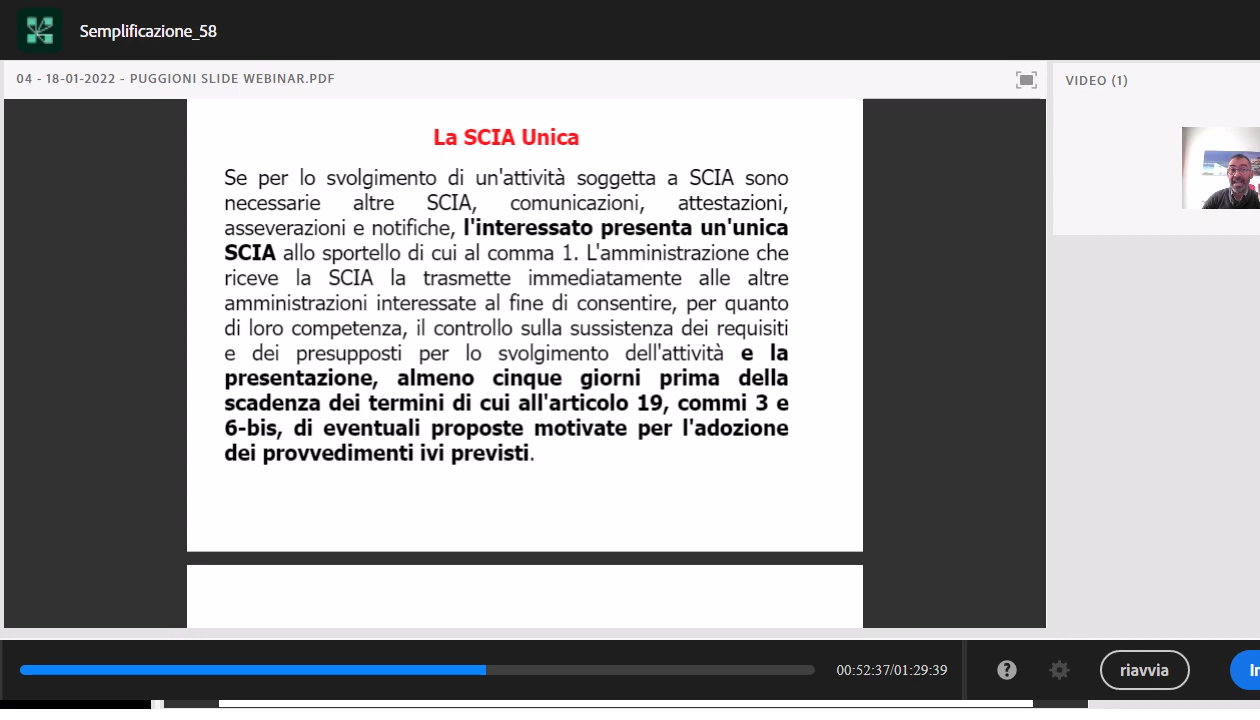 Semplificazione_58
04 - 18-01-2022 - PUGGIONI SLIDE WEBINAR.PDF
VIDEO (1)
La SCIA Unica
Se per lo svolgimento di un'attività soggetta a SCIA sono
necessarie altre SCIA, comunicazioni, attestazioni,
asseverazioni e notifiche, l'interessato presenta un'unica
SCIA allo sportello di cui al comma 1. L'amministrazione che
riceve la SCIA la trasmette immediatamente alle altre
amministrazioni interessate al fine di consentire, per quanto
di loro competenza, il controllo sulla sussistenza dei requisiti
e dei presupposti per lo svolgimento dell'attività e la
presentazione, almeno cinque giorni prima della
scadenza dei termini di cui all'articolo 19, commi 3 e
6-bis, di eventuali proposte motivate per l'adozione
dei provvedimenti ivi previsti.
00:52:37/01:29:39
riavvia